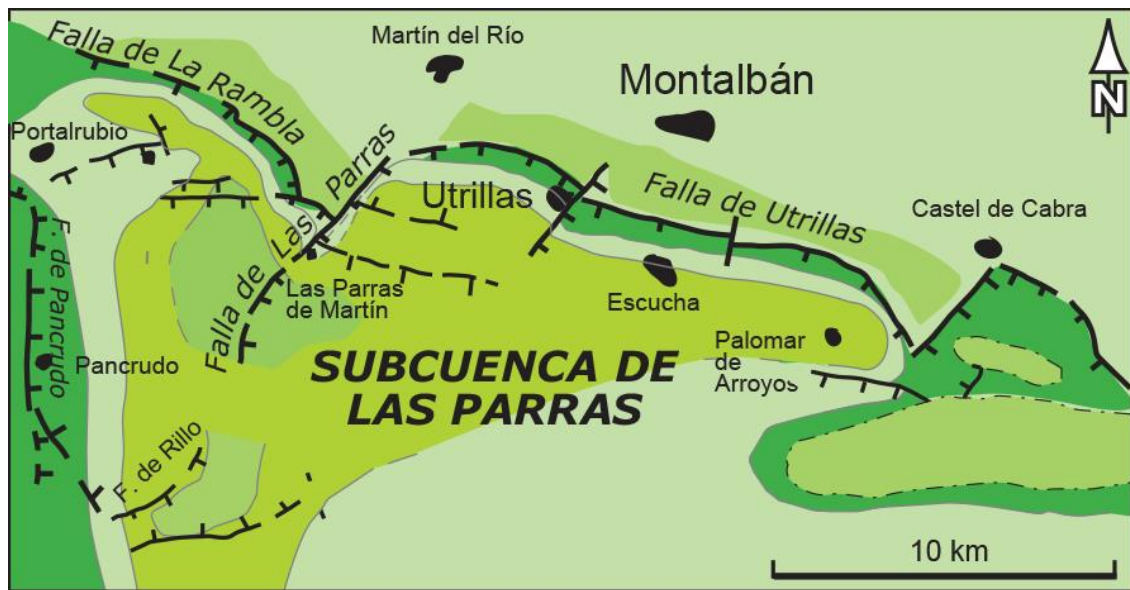 Falla de La Rambla
Martín del Río
Montalbán
N
Portalrubio
Falla de Las Parras
Utrillas
Falla de Utrillas
Castel de Cabra
F. de Pancrudo
Las Parras
de Martín
Escucha
Palomar
de
Arroyos
Pancrudo
SUBCUENCA DE
LAS PARRAS
F. de Rillo
10 km